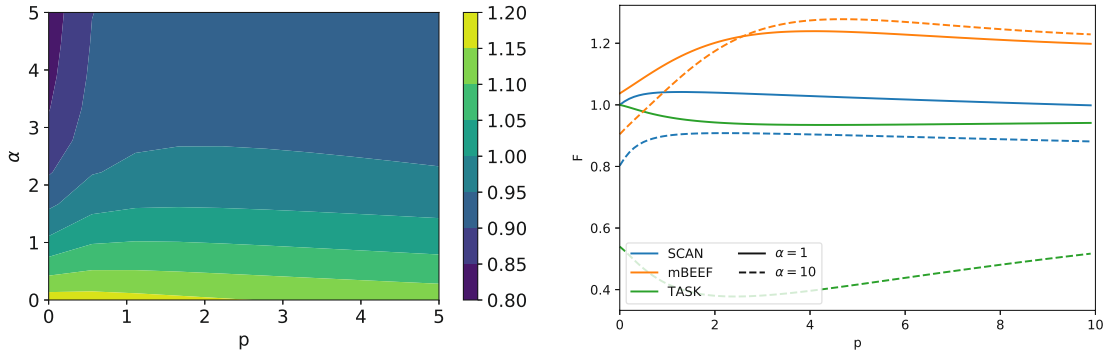 5
4
3
2
1
0
α
0 1 2 3 4 5
p
1.20
1.15
1.10
1.05
1.00
0.95
0.90
0.85
0.80
1.2
1.0
0.8
0.6
0.4
F
SCAN α = 1
mBEEF α = 10
TASK
0 2 4 6 8 10
p